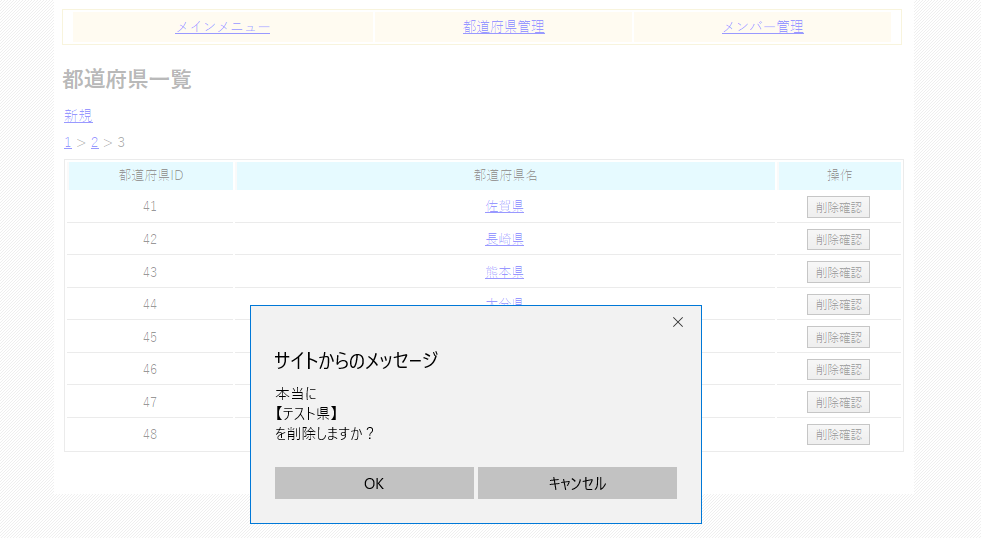 メインメニュー 都道府県管理 メンバー管理
都道府県一覧
新規
1 > 2 > 3
都道府県ID 都道府県名 操作
41 佐賀県 削除確認
42 長崎県 削除確認
43 熊本県 削除確認
44 大分県 削除確認
45 削除確認
46 削除確認
47 削除確認
48 削除確認
サイトからのメッセージ
本当に
【テスト県】
を削除しますか？
OK キャンセル